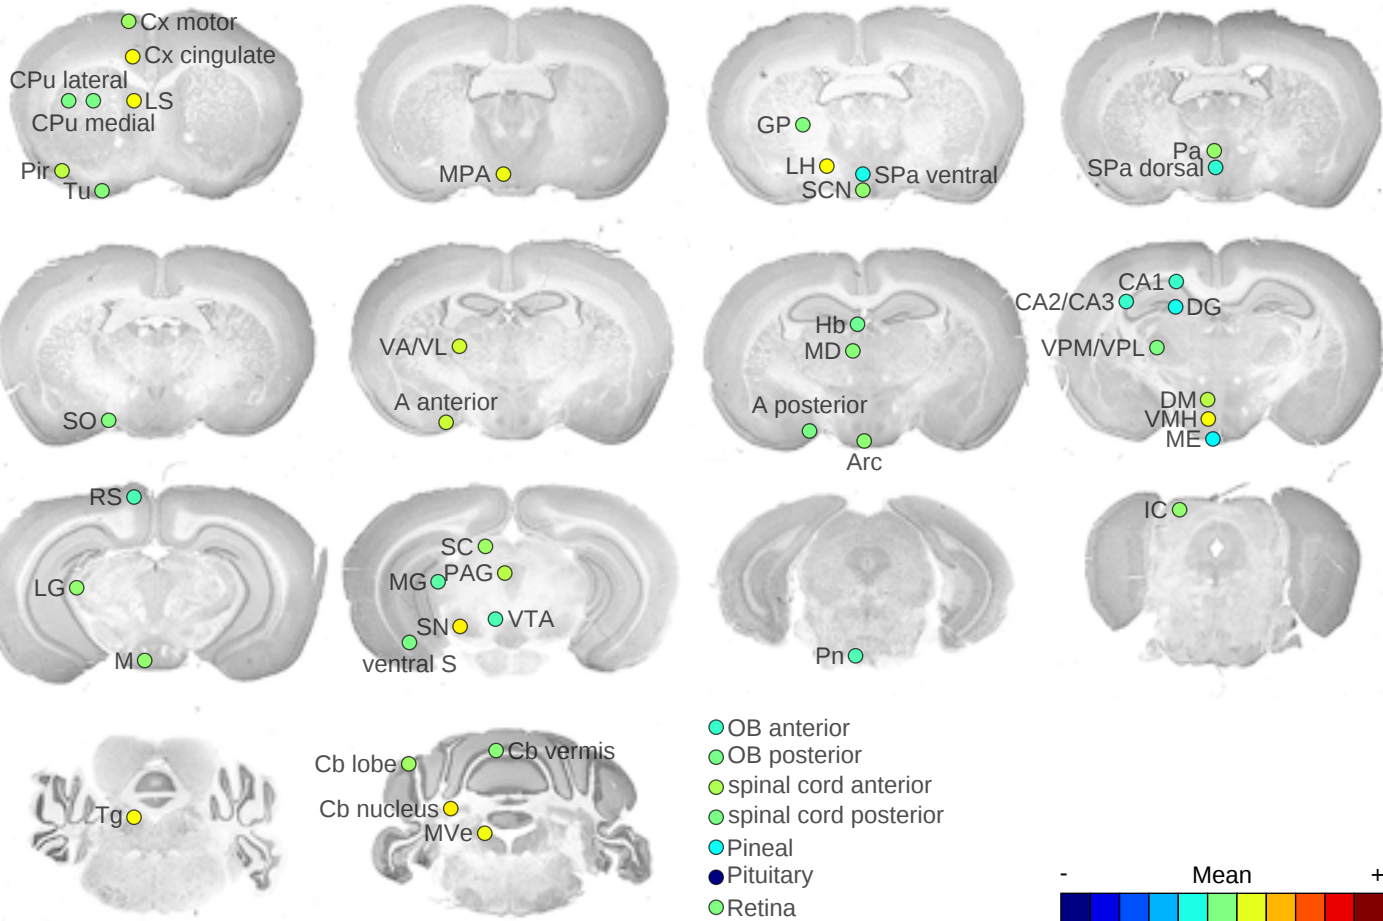 Cx motor
Cx cingulate
CPu lateral
LS
CPu medial
Pir
Tu
MPA
GP
LH
SPa ventral
SCN
Pa
SPa dorsal
SO
VA/VL
A anterior
Hb
MD
A posterior
Arc
CA1
CA2/CA3
DG
VPM/VPL
DM
VMH
ME
RS
LG
M
SC
MG
PAG
SN
VTA
ventral S
Pn
IC
Tg
Cb lobe
Cb vermis
Cb nucleus
MVe
OB anterior
OB posterior
spinal cord anterior
spinal cord posterior
Pineal
Pituitary
Retina
- Mean +